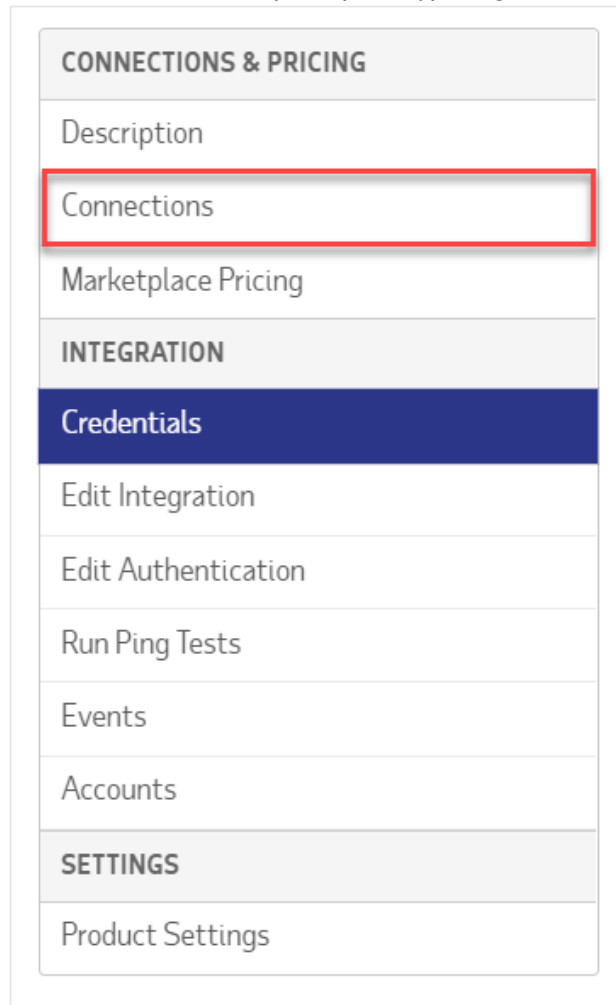 CONNECTIONS & PRICING
Description
Connections
Marketplace Pricing
INTEGRATION
Credentials
Edit Integration
Edit Authentication
Run Ping Tests
Events
Accounts
SETTINGS
Product Settings